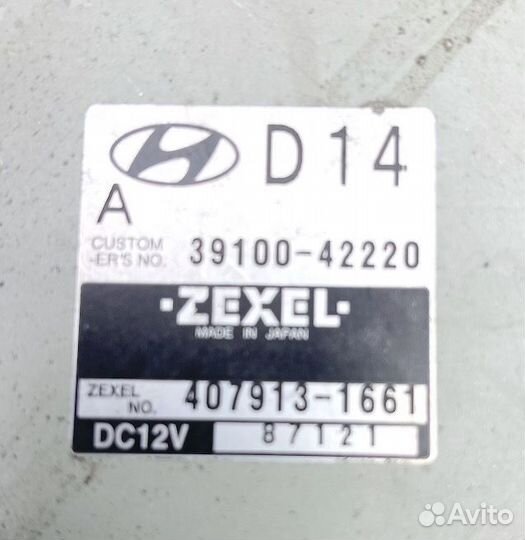 D14
A
CUSTOM
-ER'S NO. 39100-42220
·ZEXEL·
MADE IN JAPAN
ZEXEL
NO. 407913-1661
DC12V 87121
Avito